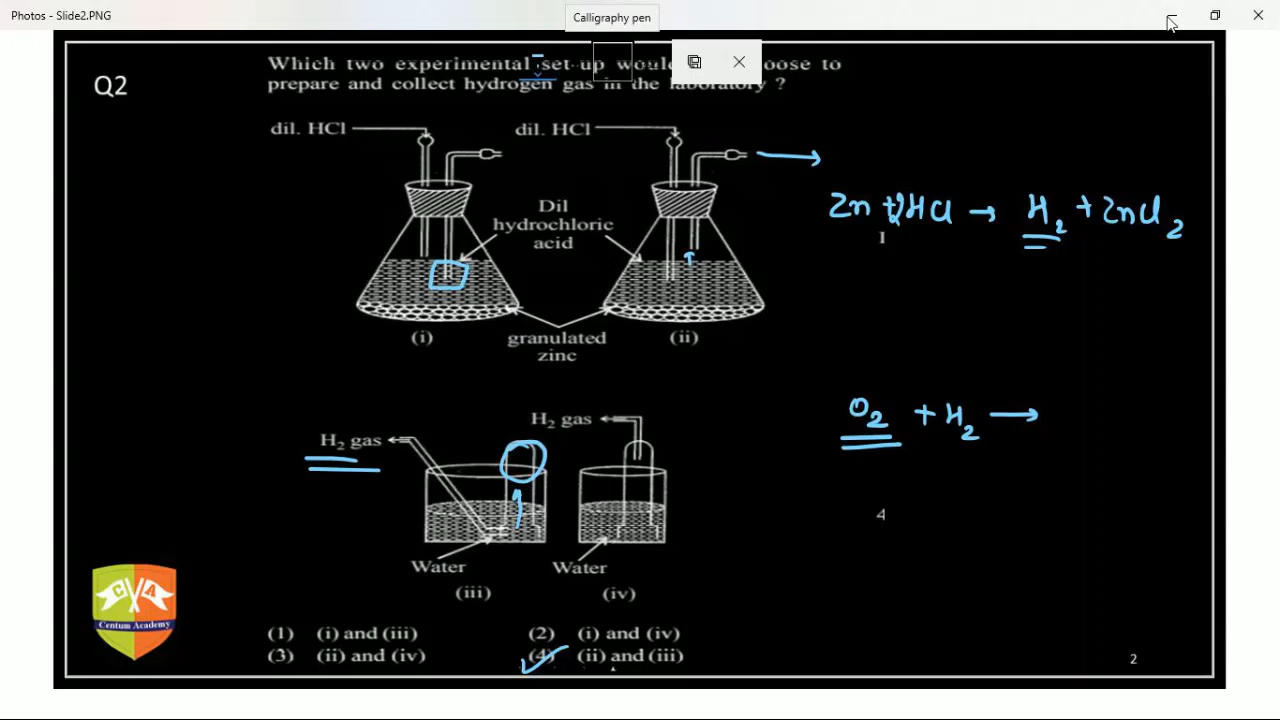 Photos - Slide2.PNG
Calligraphy pen
Q2
Which two experimental set-up would oose to
prepare and collect hydrogen gas in the laboratory ?
dil. HCl
dil. HCl
Dil
hydrochloric
acid
Zn + 2HCl → H2 + ZnCl2
I
(i)
granulated
zinc
(ii)
H2 gas
H2 gas
O2 + H2 →
4
Water
Water
(iii)
(iv)
Centum Academy
(1) (i) and (iii)
(2) (i) and (iv)
(3) (ii) and (iv)
(4) (ii) and (iii)
2